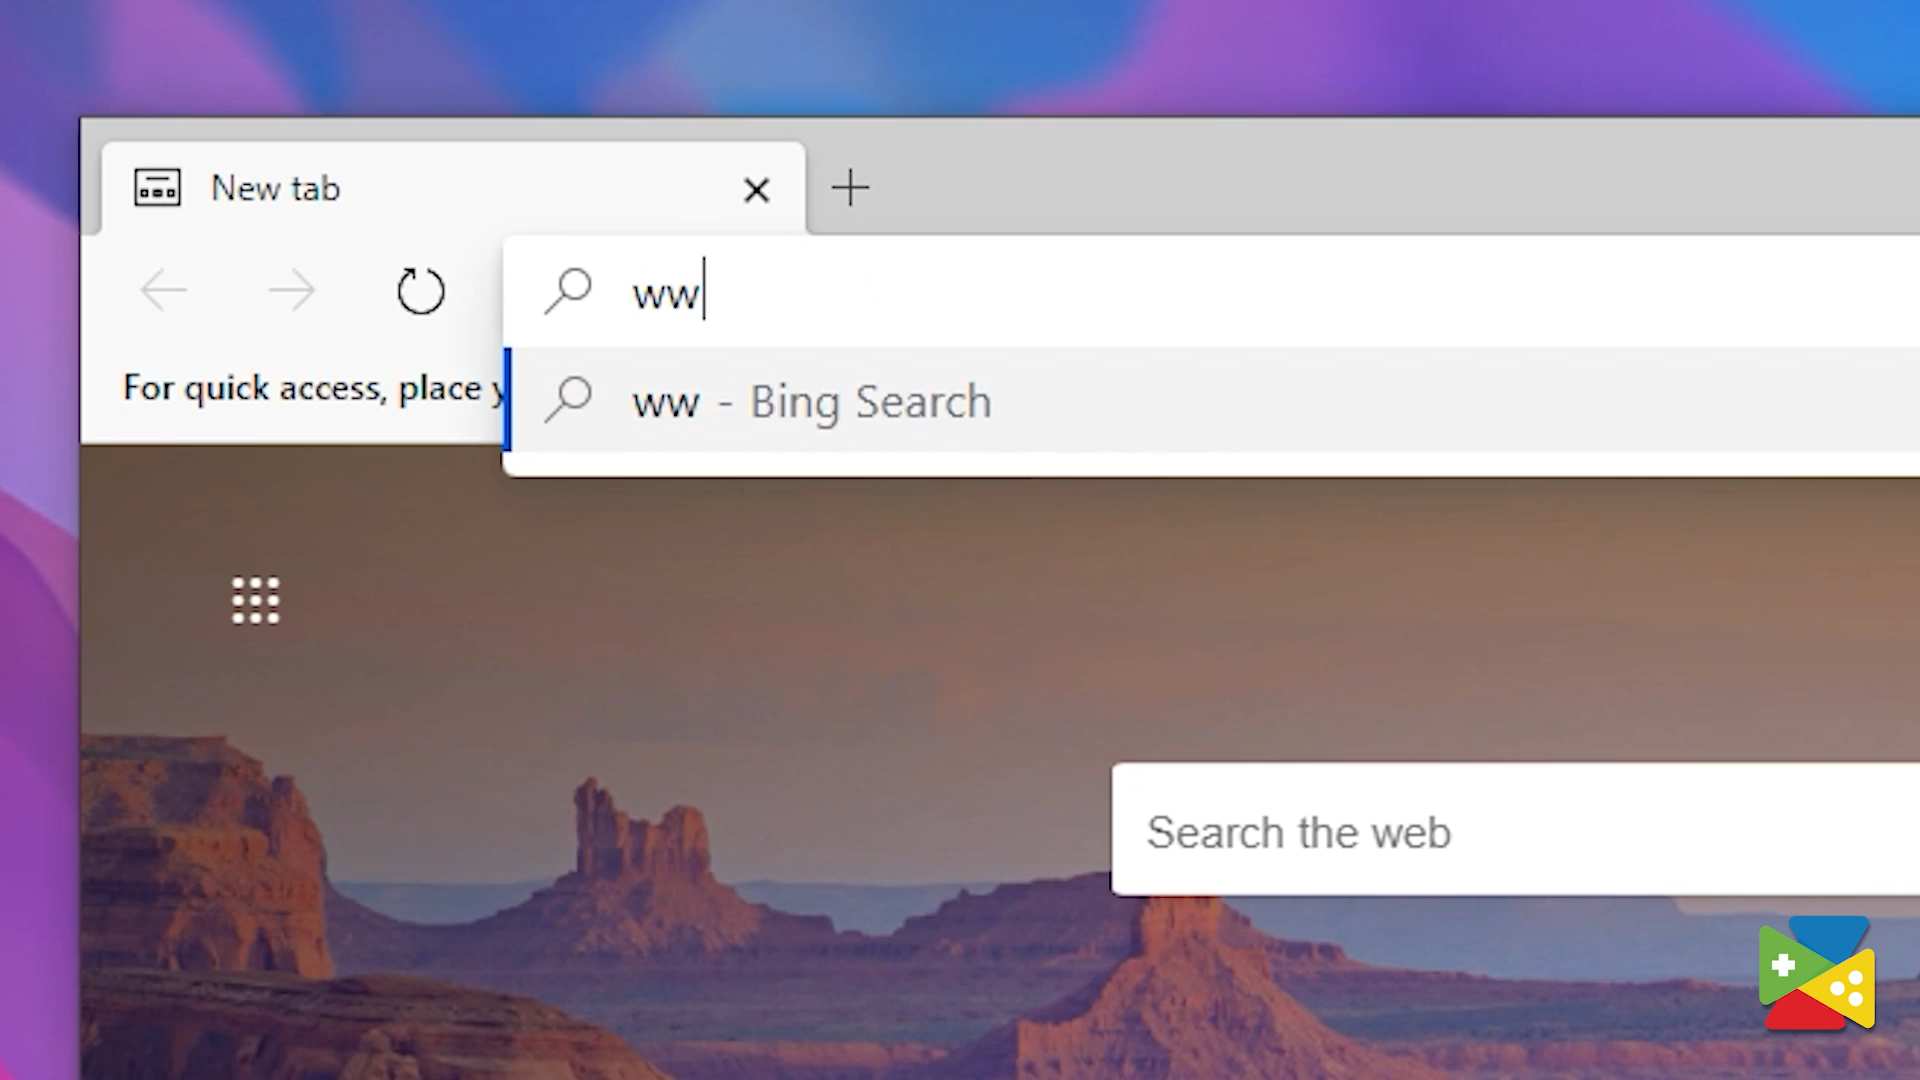 New tab
ww
For quick access, place y
ww - Bing Search
Search the web